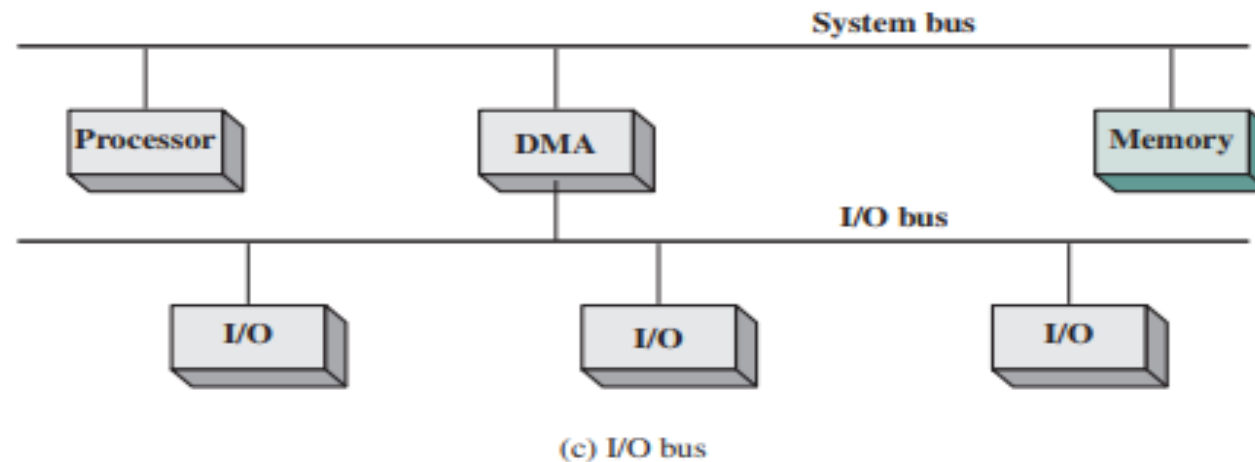 System bus
Processor
DMA
Memory
I/O bus
I/O
I/O
I/O
(c) I/O bus